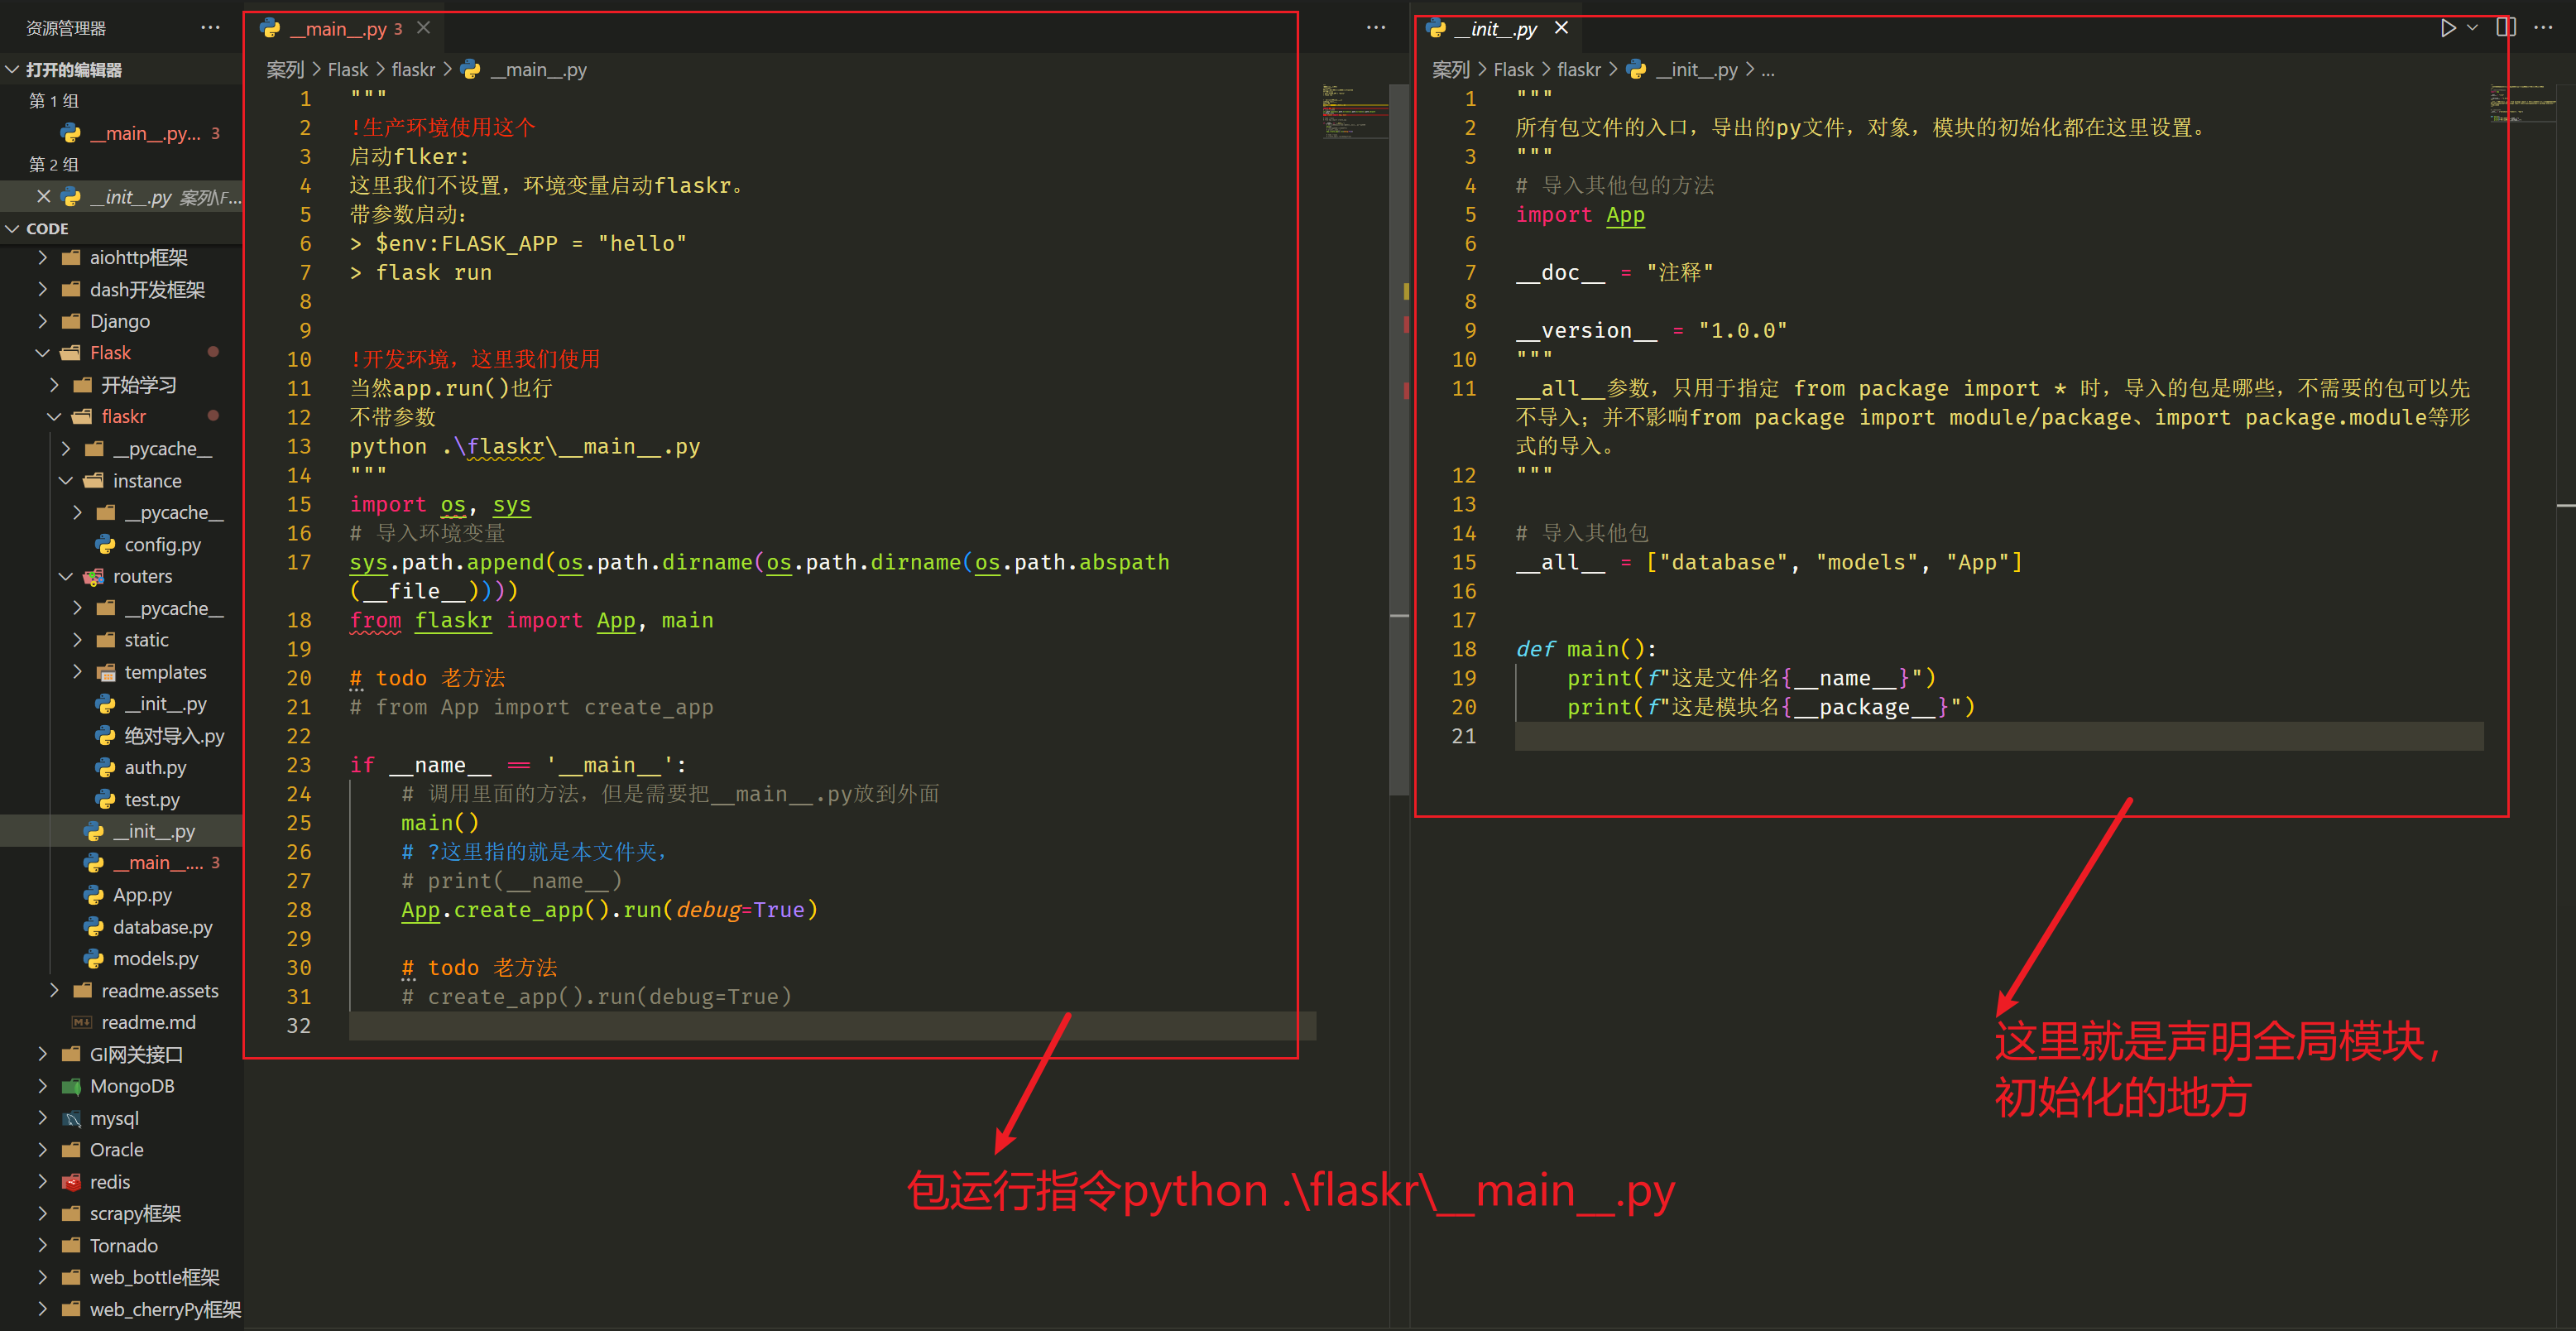 资源管理器
打开的编辑器
第 1 组
__main__.py... 3
第 2 组
__init__.py 案列\F...
CODE
aiohttp框架
dash开发框架
Django
Flask
开始学习
flaskr
__pycache__
instance
__pycache__
config.py
routers
__pycache__
static
templates
__init__.py
绝对导入.py
auth.py
test.py
__init__.py
__main__.... 3
App.py
database.py
models.py
readme.assets
readme.md
GI网关接口
MongoDB
mysql
Oracle
redis
scrapy框架
Tornado
web_bottle框架
web_cherryPy框架
__main__.py 3
案列 > Flask > flaskr > __main__.py
1 """
2 !生产环境使用这个
3 启动flker:
4 这里我们不设置，环境变量启动flaskr。
5 带参数启动:
6 > $env:FLASK_APP = "hello"
7 > flask run
8
9
10 !开发环境，这里我们使用
11 当然app.run()也行
12 不带参数
13 python .\flaskr\__main__.py
14 """
15 import os, sys
16 # 导入环境变量
17 sys.path.append(os.path.dirname(os.path.dirname(os.path.abspath
(__file__))))
18 from flaskr import App, main
19
20 # todo 老方法
21 # from App import create_app
22
23 if __name__ == '__main__':
24 # 调用里面的方法，但是需要把__main__.py放到外面
25 main()
26 # ?这里指的就是本文件夹，
27 # print(__name__)
28 App.create_app().run(debug=True)
29
30 # todo 老方法
31 # create_app().run(debug=True)
32
包运行指令python .\flaskr\__main__.py
__init__.py
案列 > Flask > flaskr > __init__.py > ...
1 """
2 所有包文件的入口，导出的py文件，对象，模块的初始化都在这里设置。
3 """
4 # 导入其他包的方法
5 import App
6
7 __doc__ = "注释"
8
9 __version__ = "1.0.0"
10 """
11 __all__参数，只用于指定 from package import * 时，导入的包是哪些，不需要的包可以先
不导入；并不影响from package import module/package、import package.module等形
式的导入。
12 """
13
14 # 导入其他包
15 __all__ = ["database", "models", "App"]
16
17
18 def main():
19 print(f"这是文件名{__name__}")
20 print(f"这是模块名{__package__}")
21
这里就是声明全局模块，
初始化的地方